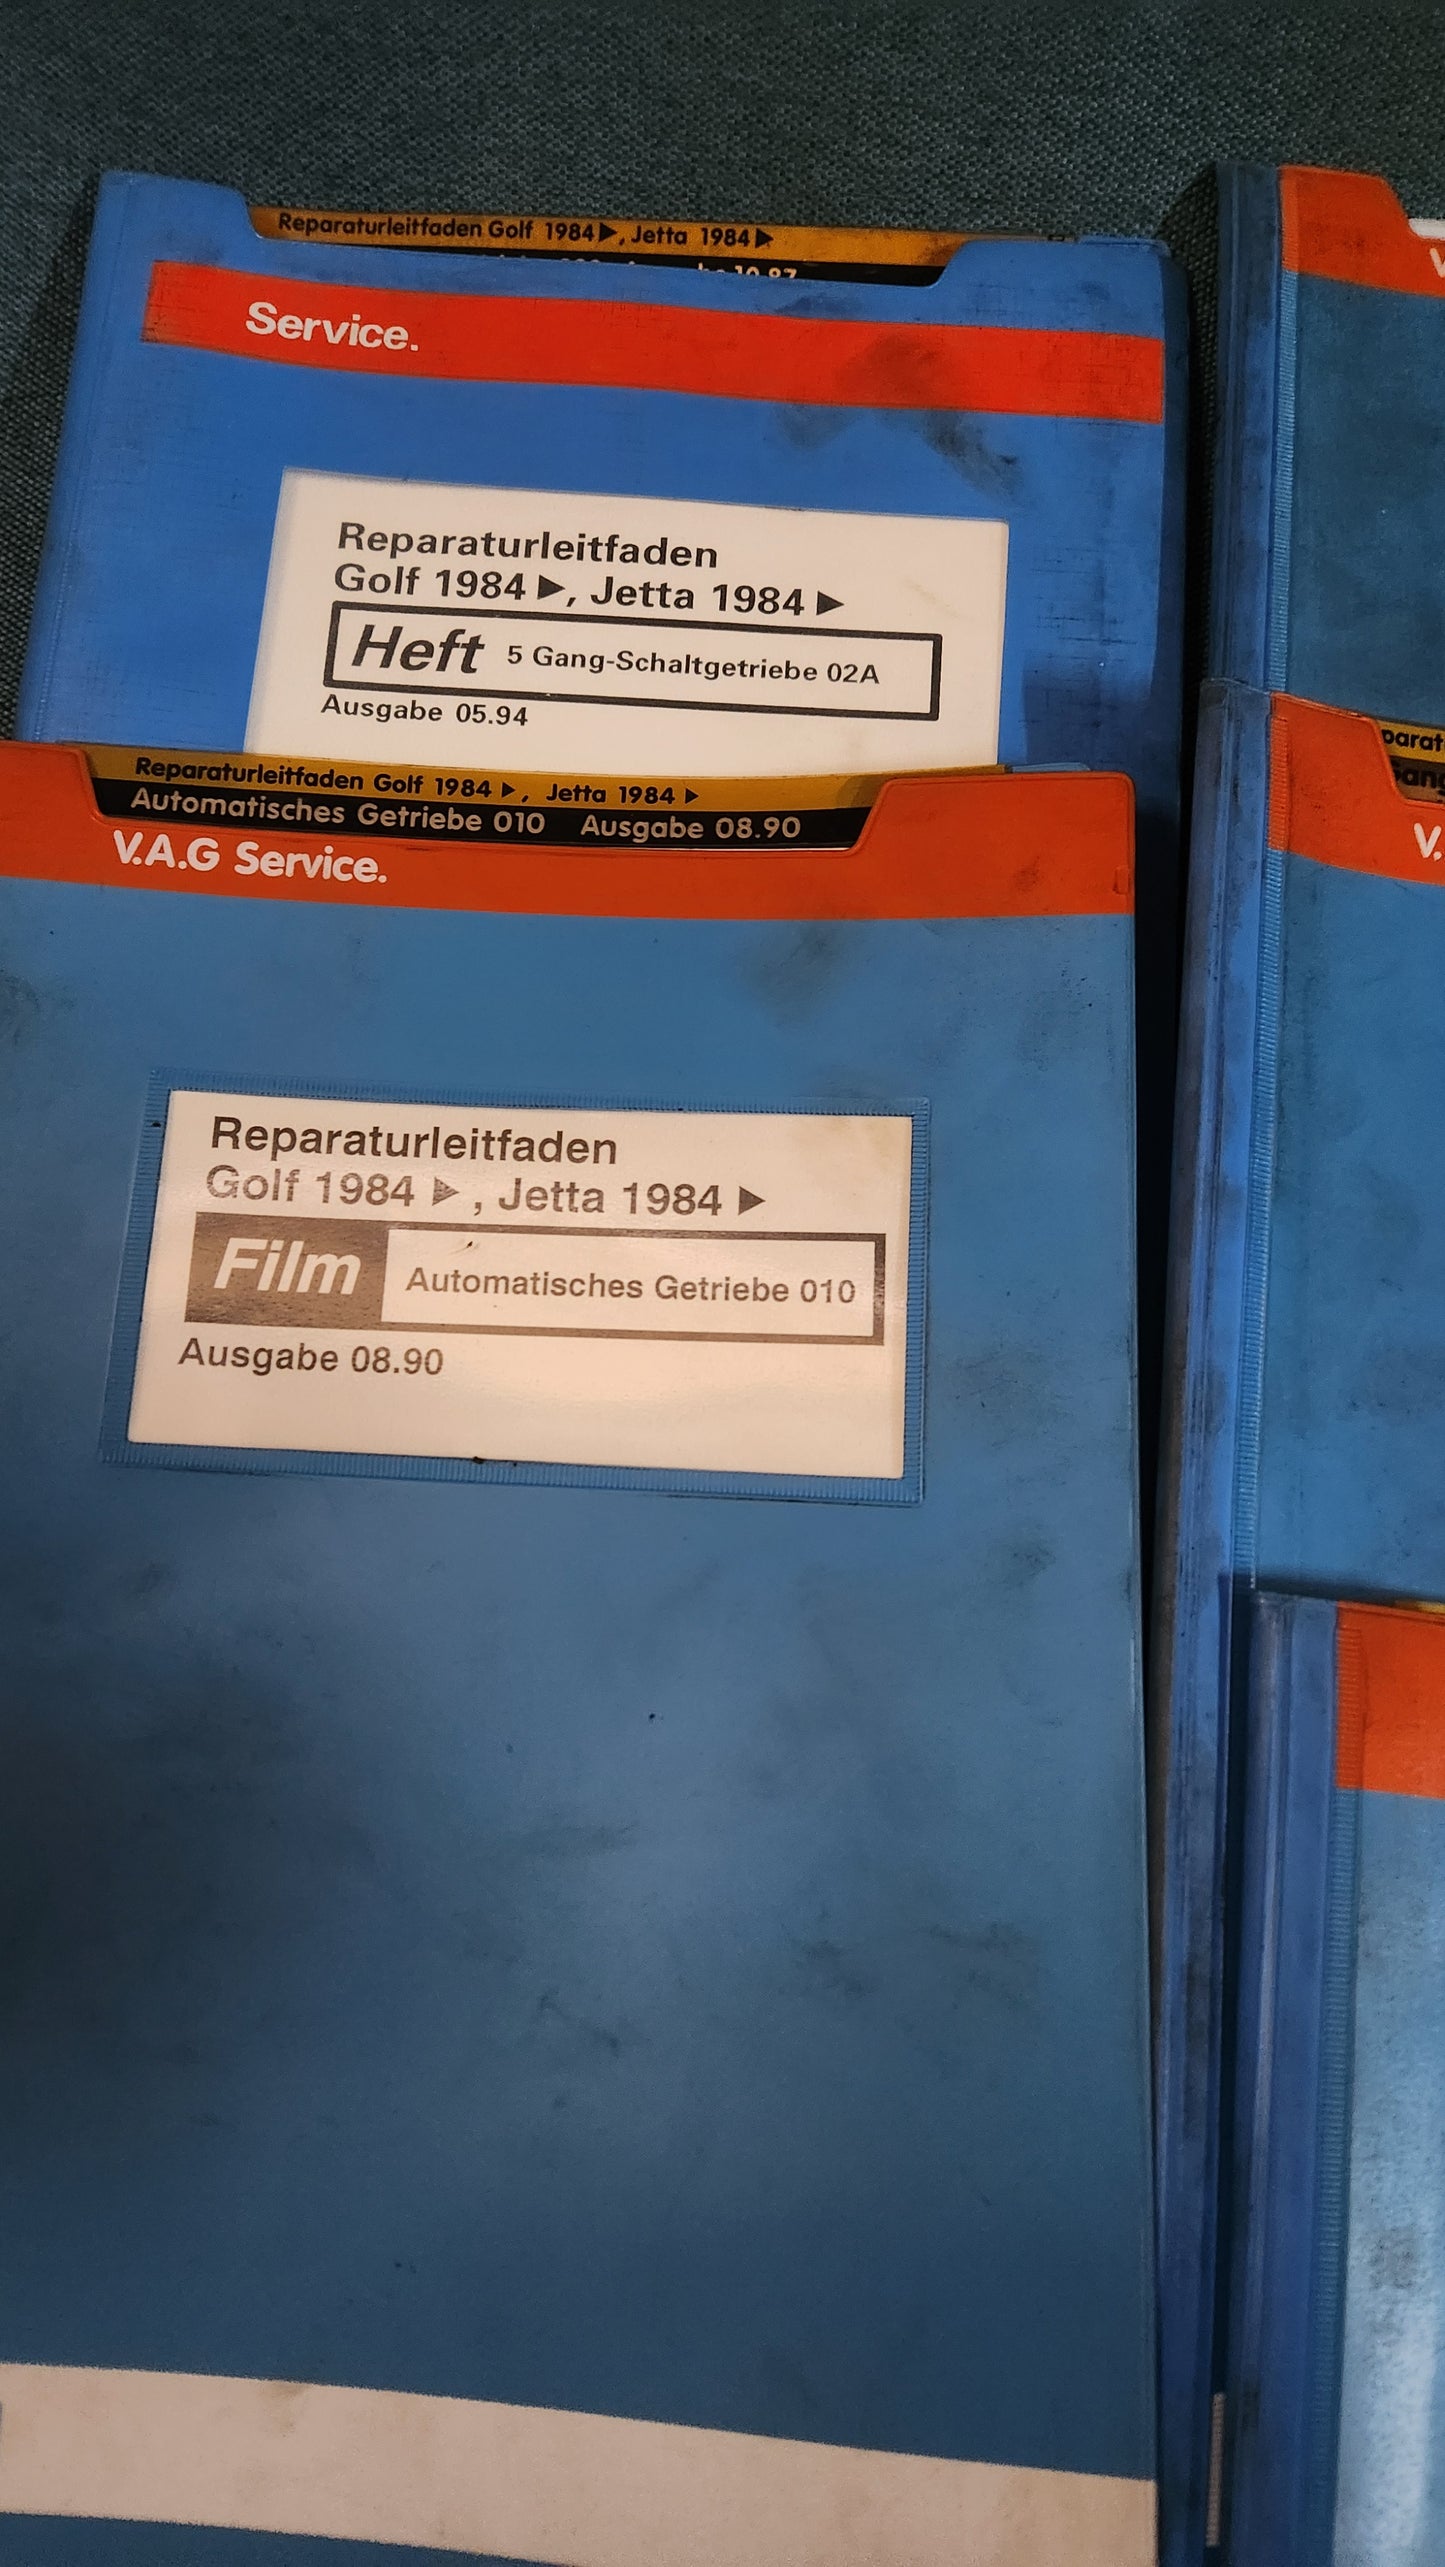 Reparaturleitfaden Golf 1984 ▶, Jetta 1984 ▶
10.87
Service.
Reparaturleitfaden
Golf 1984 ▶, Jetta 1984 ▶
Heft 5 Gang-Schaltgetriebe 02A
Ausgabe 05.94
Reparaturleitfaden Golf 1984 ▶, Jetta 1984 ▶
Automatisches Getriebe 010 Ausgabe 08.90
V.A.G Service.
Reparaturleitfaden
Golf 1984 ▶, Jetta 1984 ▶
Film Automatisches Getriebe 010
Ausgabe 08.90